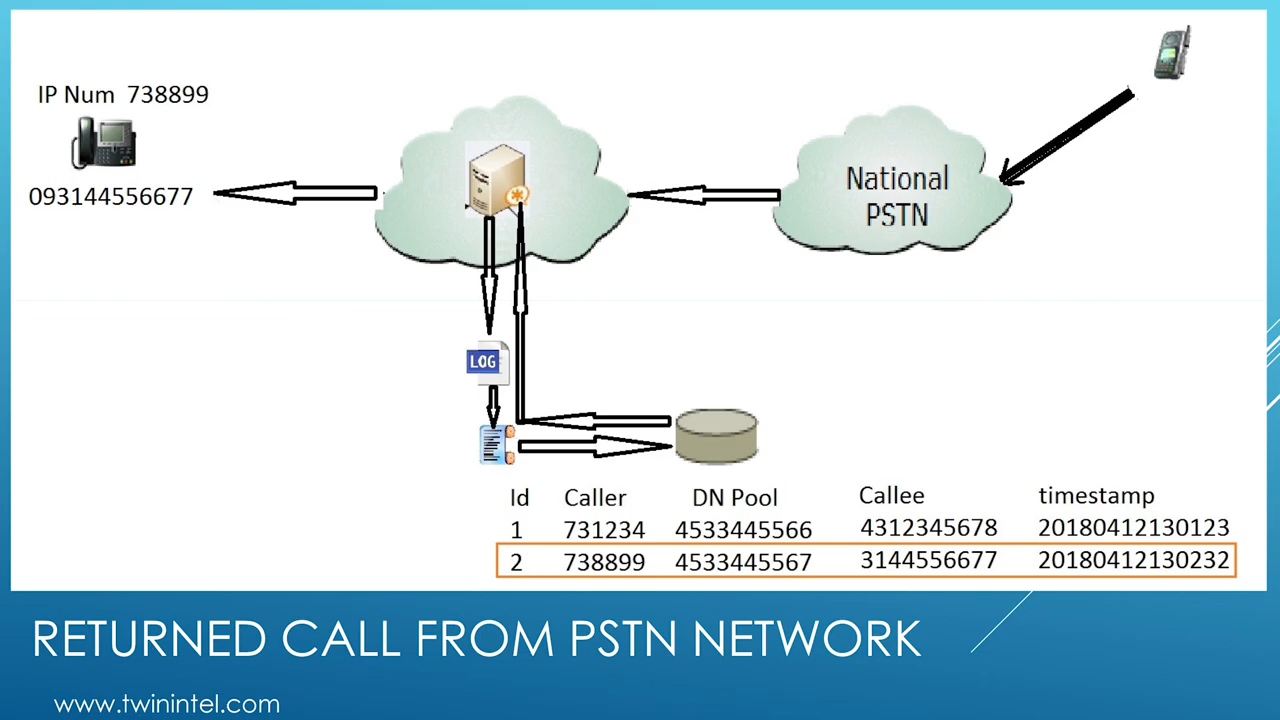 IP Num 738899
093144556677
National
PSTN
LOG
Id Caller DN Pool Callee timestamp
1 731234 4533445566 4312345678 20180412130123
2 738899 4533445567 3144556677 20180412130232
RETURNED CALL FROM PSTN NETWORK
www.twinintel.com